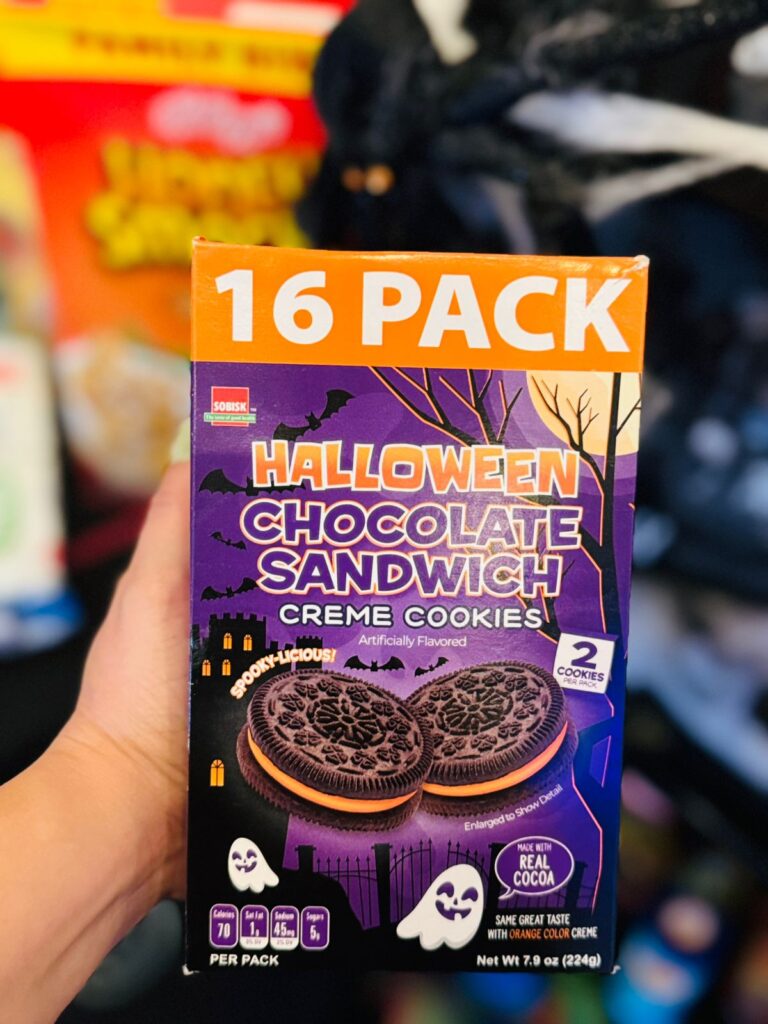 16 PACK
SOBISK
The taste of good health
HALLOWEEN
CHOCOLATE
SANDWICH
CREME COOKIES
Artificially Flavored
SPOOKY-LICIOUS!
2
COOKIES
PER PACK
Enlarged to Show Detail
MADE WITH
REAL
COCOA
SAME GREAT TASTE
WITH ORANGE COLOR CREME
Calories
70
Sat Fat
1g
Sodium
45mg
Sugars
5g
PER PACK
Net Wt 7.9 oz (224g)